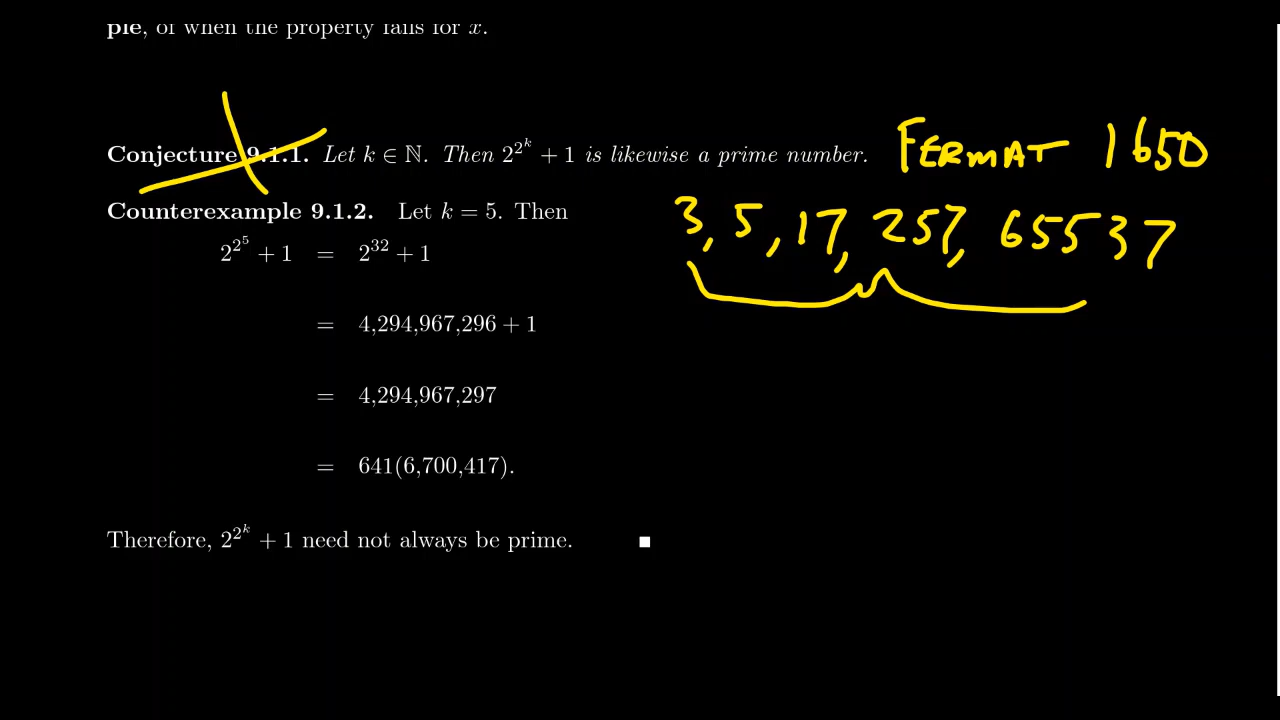 ple, or when the property fails for x.
Conjecture 9.1.1. Let k ∈ ℕ. Then 2^{2^k} + 1 is likewise a prime number. FERMAT 1650
Counterexample 9.1.2. Let k = 5. Then
3, 5, 17, 257, 65537
2^{2^5} + 1 = 2^{32} + 1
= 4,294,967,296 + 1
= 4,294,967,297
= 641(6,700,417).
Therefore, 2^{2^k} + 1 need not always be prime. ■